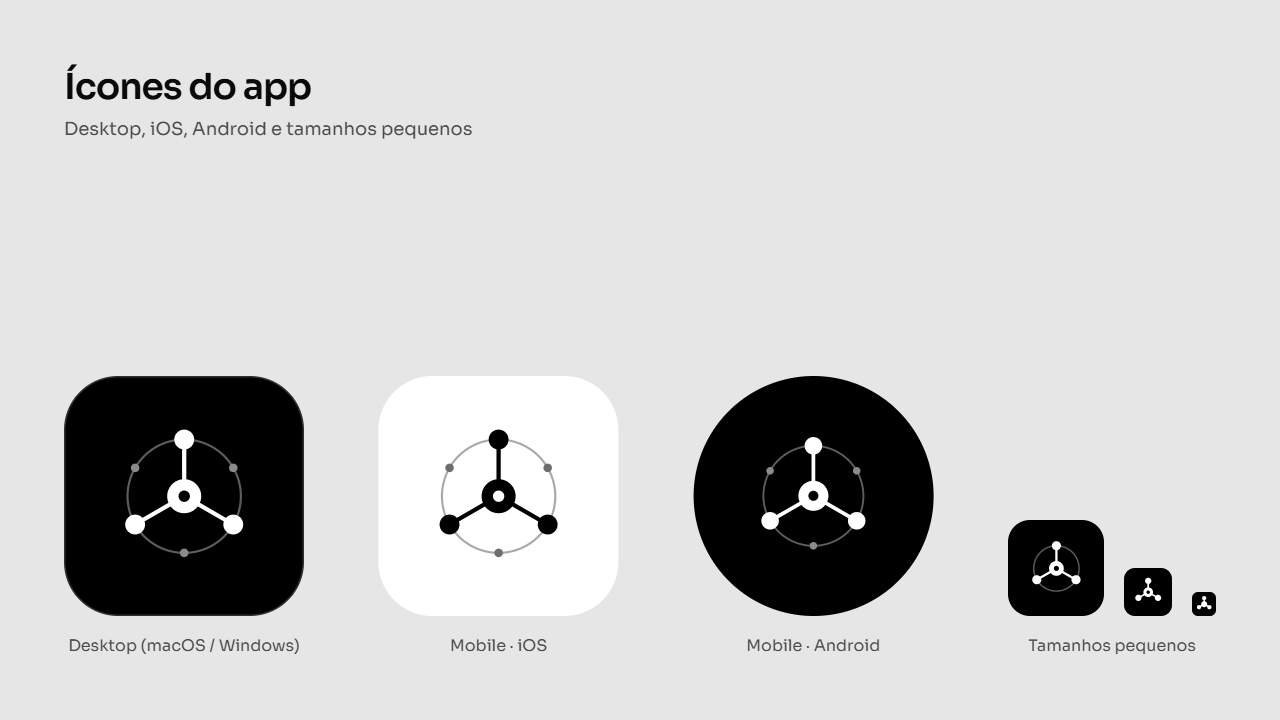 Ícones do app
Desktop, iOS, Android e tamanhos pequenos
Desktop (macOS / Windows)
Mobile · iOS
Mobile · Android
Tamanhos pequenos